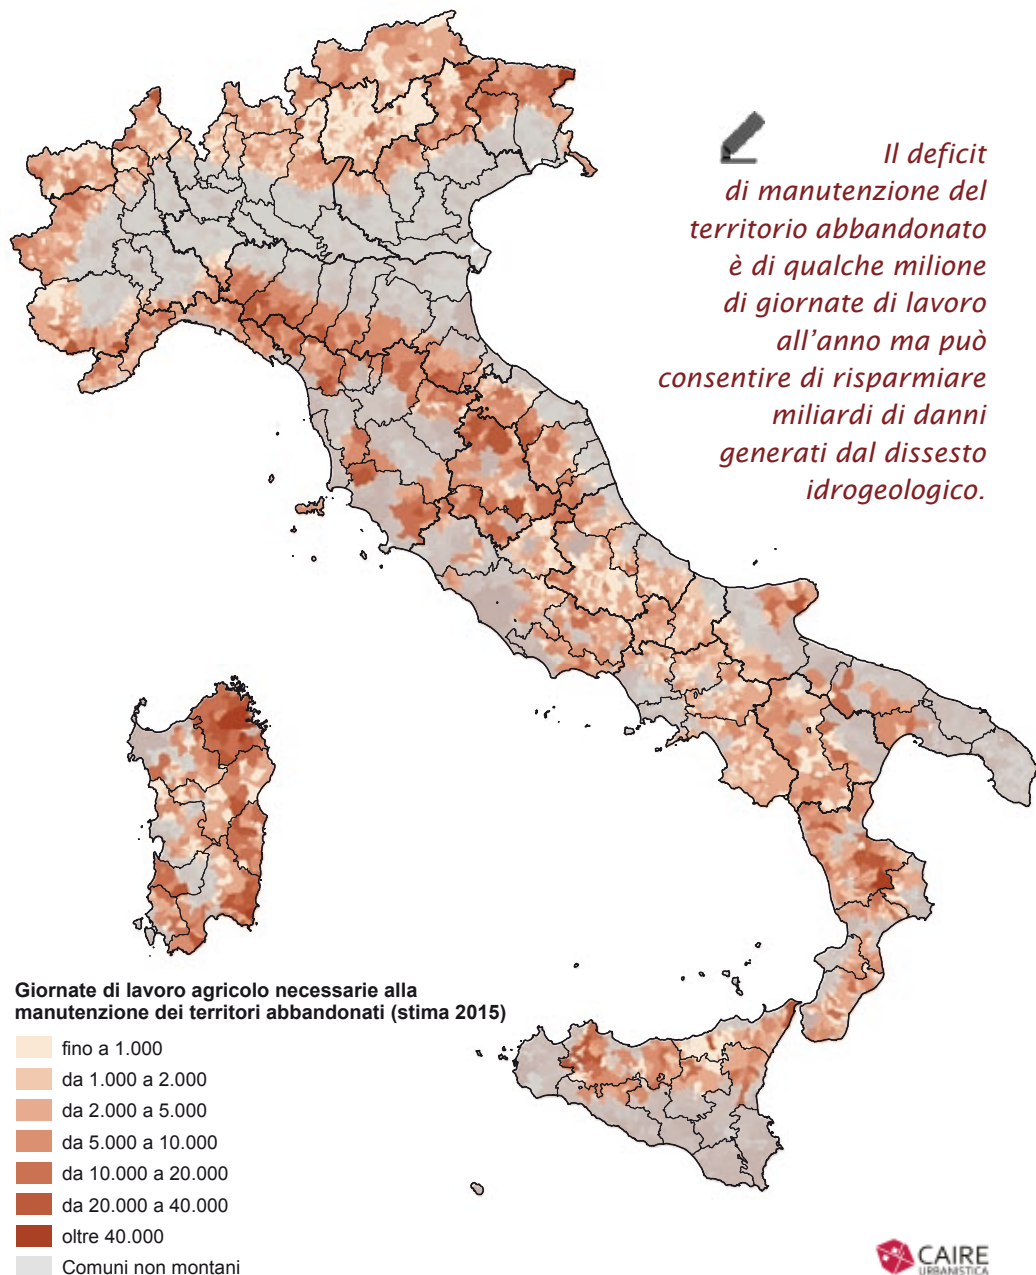 Il deficit
di manutenzione del
territorio abbandonato
è di qualche milione
di giornate di lavoro
all'anno ma può
consentire di risparmiare
miliardi di danni
generati dal dissesto
idrogeologico.
Giornate di lavoro agricolo necessarie alla
manutenzione dei territori abbandonati (stima 2015)
fino a 1.000
da 1.000 a 2.000
da 2.000 a 5.000
da 5.000 a 10.000
da 10.000 a 20.000
da 20.000 a 40.000
oltre 40.000
Comuni non montani
CAIRE
URBANISTICA